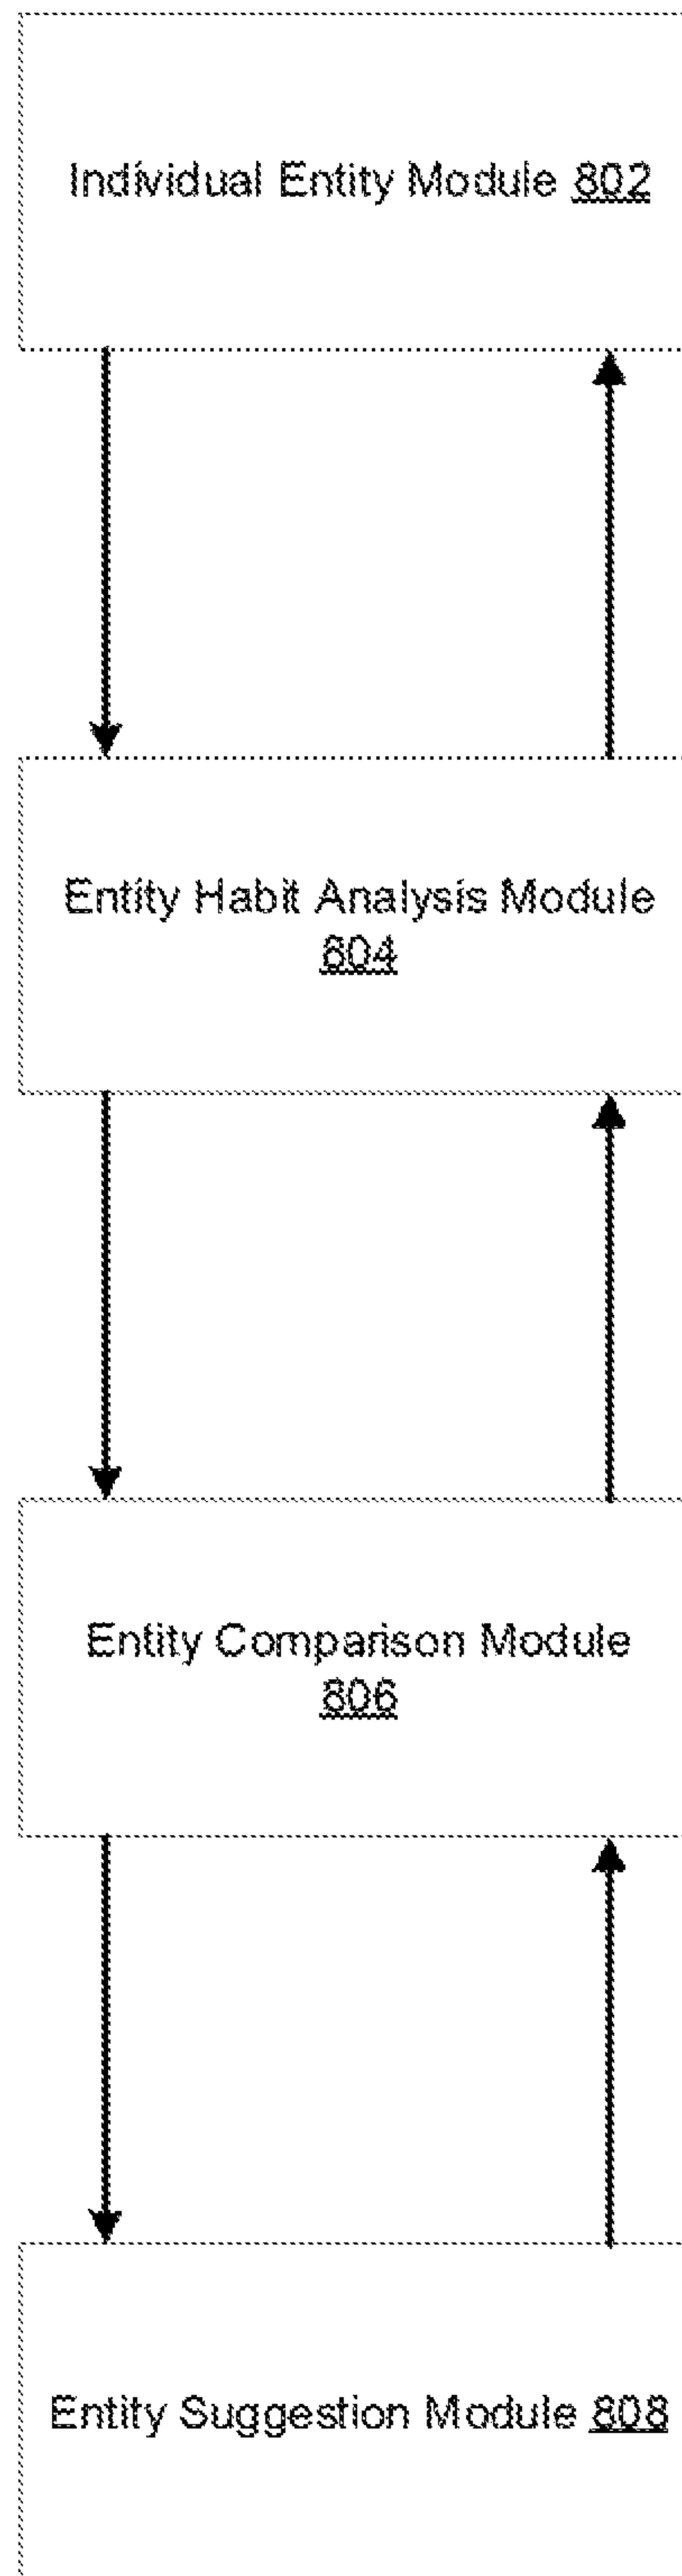 Individual Entity Module 802
Entity Habit Analysis Module
804
Entity Comparison Module
806
Entity Suggestion Module 808